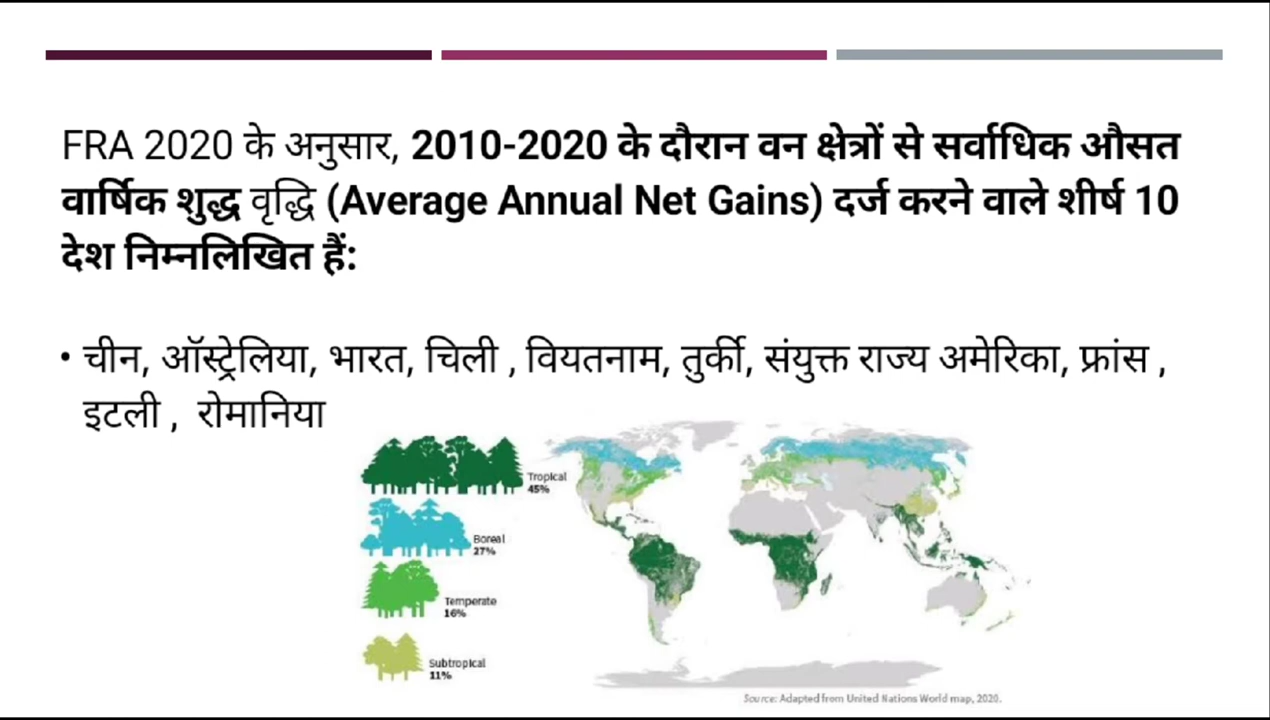 FRA 2020 के अनुसार, 2010-2020 के दौरान वन क्षेत्रों से सर्वाधिक औसत
वार्षिक शुद्ध वृद्धि (Average Annual Net Gains) दर्ज करने वाले शीर्ष 10
देश निम्नलिखित हैं:
• चीन, ऑस्ट्रेलिया, भारत, चिली , वियतनाम, तुर्की, संयुक्त राज्य अमेरिका, फ्रांस ,
इटली , रोमानिया
Tropical
45%
Boreal
27%
Temperate
16%
Subtropical
11%
Source: Adapted from United Nations World map, 2020.